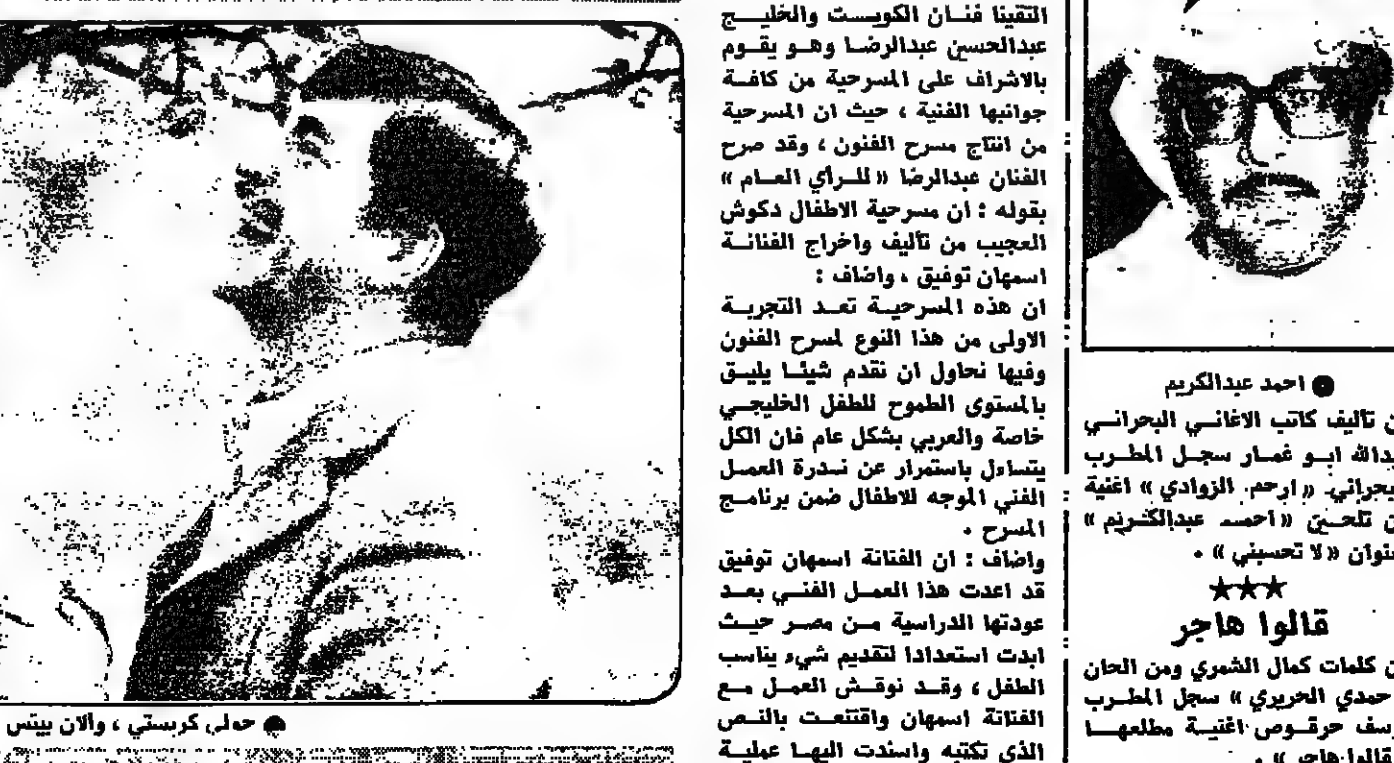 ● احمد عبدالكريم
تأليف كاتب الاغاني البحراني
ابو غمار سجل المطرب
« ارحم الزوادي » اغنية
تلحين « احمد عبدالكريم »
« لا تحسبني » ٠
★★★
قالوا هاجر
كلمات كمال الشمري ومن الحان
حمدي الحريري » سجل المطرب
حرقوص اغنية مطلعها
قالوا هاجر » ٠
التقينا فنان الكويت والخليج
عبدالحسين عبدالرضا وهو يقوم
بالاشراف على المسرحية من كافة
جوانبها الفنية ، حيث ان المسرحية
من انتاج مسرح الفنون ، وقد صرح
الفنان عبدالرضا « للرأي العام »
بقوله : ان مسرحية الاطفال دكوش
العجيب من تأليف واخراج الفنانة
اسمهان توفيق ، واضاف :
ان هذه المسرحية تعد التجربة
الاولى من هذا النوع لمسرح الفنون
وفيها نحاول ان نقدم شيئا يليق
بالمستوى الطموح للطفل الخليجي
خاصة والعربي بشكل عام فان الكل
يتساءل باستمرار عن ندرة العمل
الفني الموجه للاطفال ضمن برنامج
المسرح ٠
واضاف : ان الفنانة اسمهان توفيق
قد اعدت هذا العمل الفني بعد
عودتها الدراسية من مصر حيث
ابدت استعدادا لتقديم شيء يناسب
الطفل ، وقد نوقش العمل مع
الفنانة اسمهان واقتنعت بالنص
الذي تكتبه واسندت اليها عملية
● جولي كريستي ، وألان بيتس